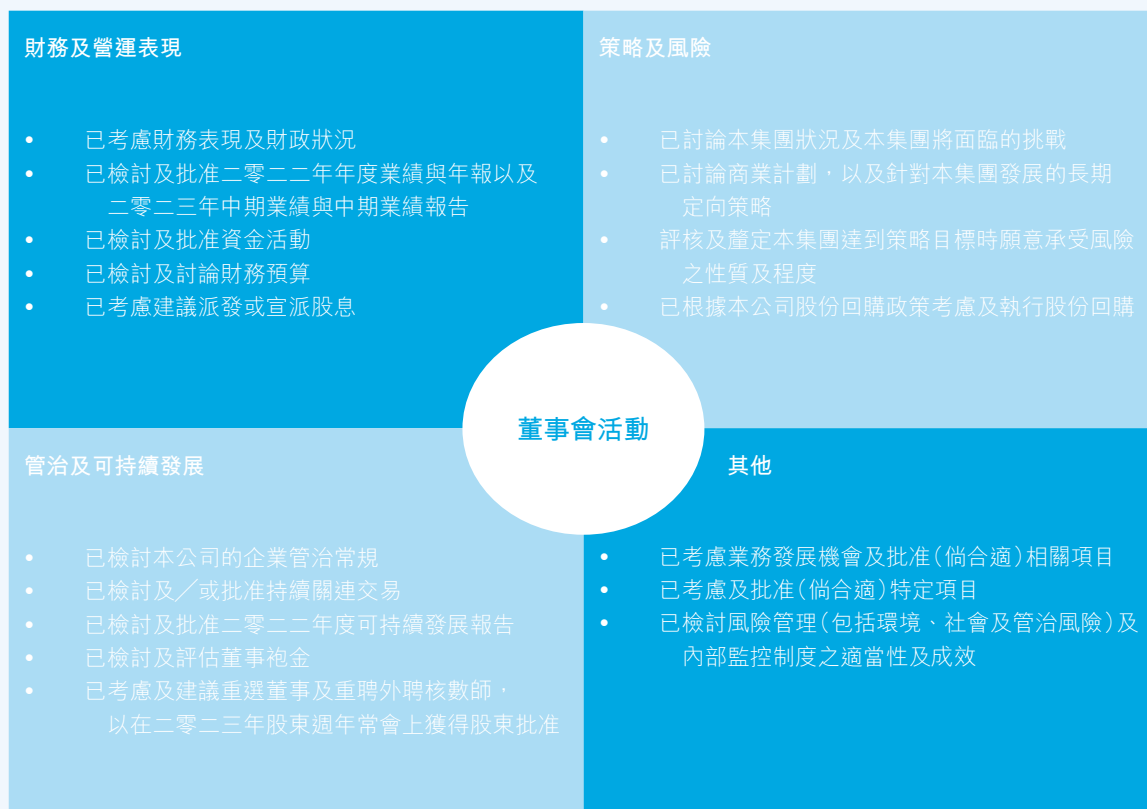 財務及營運表現
• 已考慮財務表現及財政狀況
• 已檢討及批准二零二二年年度業績與年報以及
二零二三年中期業績與中期業績報告
• 已檢討及批准資金活動
• 已檢討及討論財務預算
• 已考慮建議派發或宣派股息
策略及風險
• 已討論本集團狀況及本集團將面臨的挑戰
• 已討論商業計劃，以及針對本集團發展的長期
定向策略
• 評核及釐定本集團達到策略目標時願意承受風險
之性質及程度
• 已根據本公司股份回購政策考慮及執行股份回購
董事會活動
管治及可持續發展
• 已檢討本公司的企業管治常規
• 已檢討及╱或批准持續關連交易
• 已檢討及批准二零二二年度可持續發展報告
• 已檢討及評估董事袍金
• 已考慮及建議重選董事及重聘外聘核數師，
以在二零二三年股東週年常會上獲得股東批准
其他
• 已考慮業務發展機會及批准(倘合適)相關項目
• 已考慮及批准(倘合適)特定項目
• 已檢討風險管理(包括環境、社會及管治風險)及
內部監控制度之適當性及成效